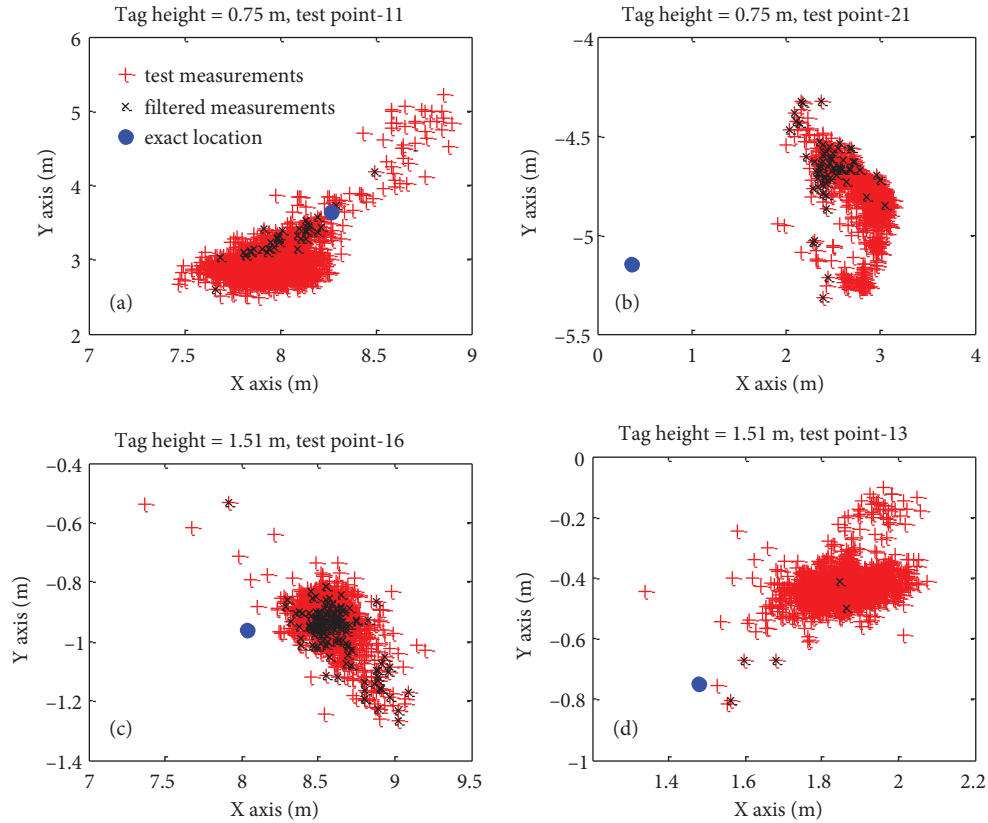 Tag height = 0.75 m, test point-11
6
5
4
3
2
Y axis (m)
test measurements
filtered measurements
exact location
(a)
7 7.5 8 8.5 9
X axis (m)
Tag height = 0.75 m, test point-21
−4
−4.5
−5
−5.5
Y axis (m)
(b)
0 1 2 3 4
X axis (m)
Tag height = 1.51 m, test point-16
−0.4
−0.6
−0.8
−1
−1.2
−1.4
Y axis (m)
(c)
7 7.5 8 8.5 9 9.5
X axis (m)
Tag height = 1.51 m, test point-13
0
−0.2
−0.4
−0.6
−0.8
−1
Y axis (m)
(d)
1.4 1.6 1.8 2 2.2
X axis (m)